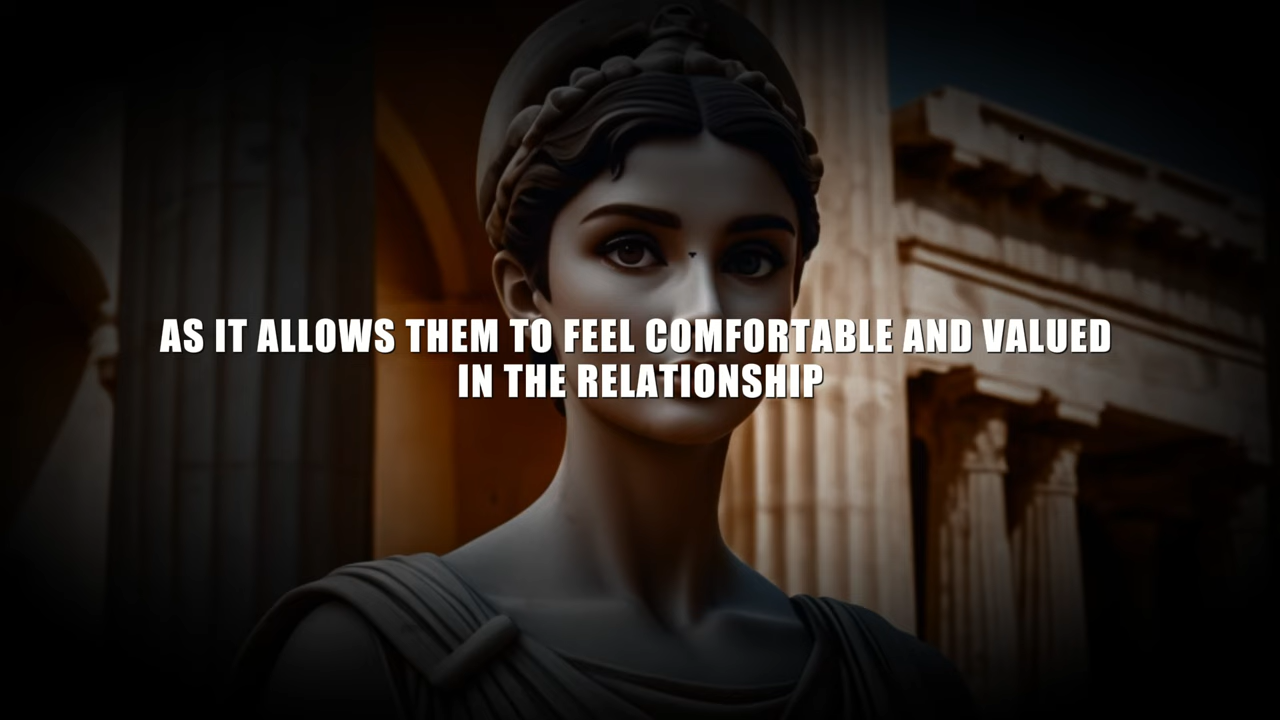 AS IT ALLOWS THEM TO FEEL COMFORTABLE AND VALUED
IN THE RELATIONSHIP